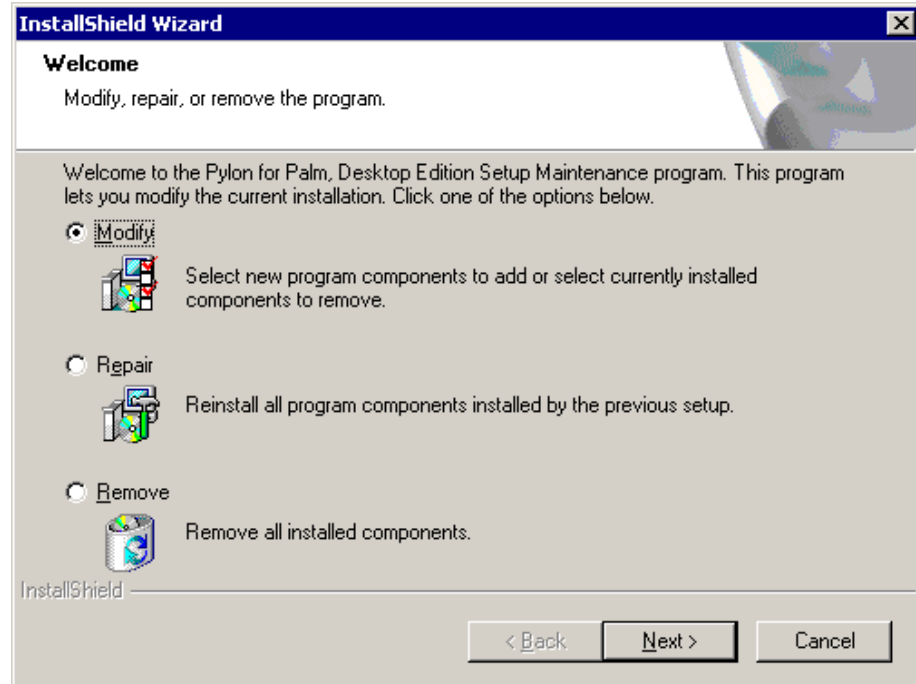 InstallShield Wizard
Welcome
Modify, repair, or remove the program.
Welcome to the Pylon for Palm, Desktop Edition Setup Maintenance program. This program
lets you modify the current installation. Click one of the options below.
Modify
Select new program components to add or select currently installed
components to remove.
Repair
Reinstall all program components installed by the previous setup.
Remove
Remove all installed components.
InstallShield
< Back
Next >
Cancel